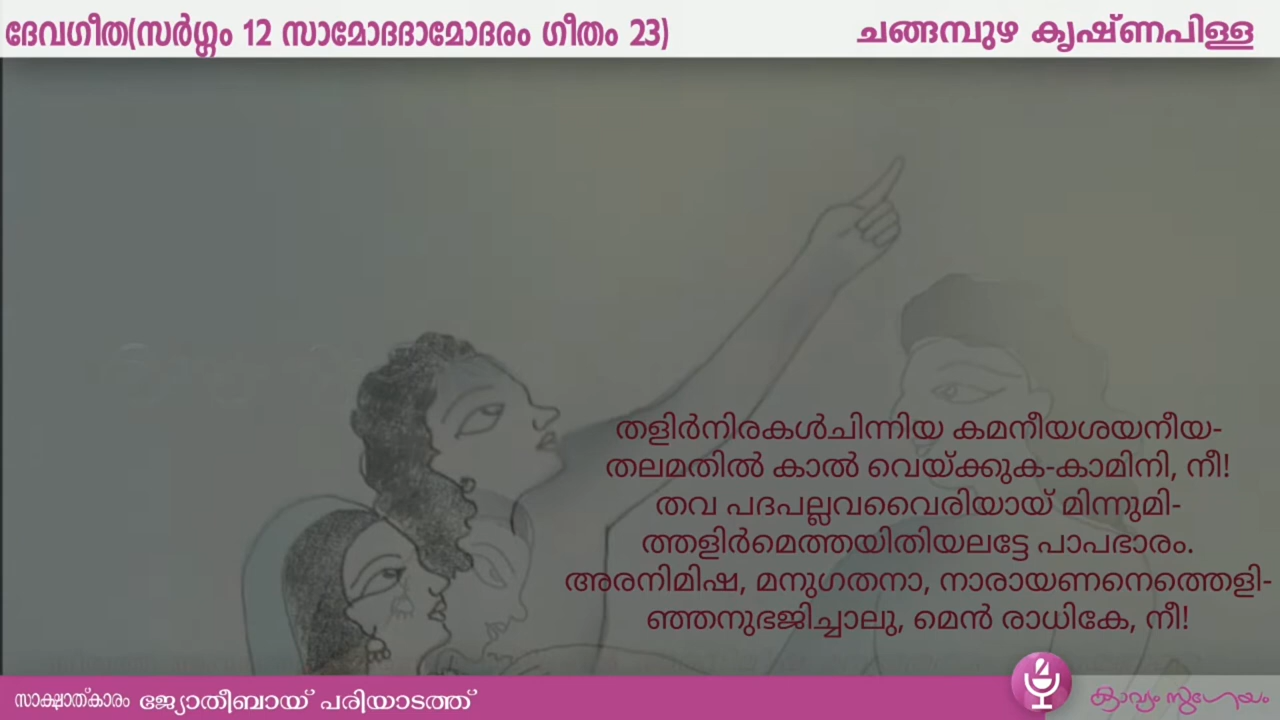 ദേവഗീത(സർഗ്ഗം 12 സാമോദദാമോദരം ഗീതം 23)
ചങ്ങമ്പുഴ കൃഷ്ണപിള്ള
തളിർനിരകൾചിന്നിയ കമനീയശയനീയ-
തലമതിൽ കാൽ വെയ്ക്കുക-കാമിനി, നീ!
തവ പദപല്ലവവൈരിയായ് മിന്നുമി-
ത്തളിർമെത്തയിതിയലട്ടേ പാപഭാരം.
അരനിമിഷ, മനുഗതനാ, നാരായണനെത്തെളി-
ഞ്ഞനുഭജിച്ചാലു, മെൻ രാധികേ, നീ!
സാക്ഷാത്കാരം ജ്യോതീബായ് പരിയാടത്ത്
കാവ്യം സുഗേയം